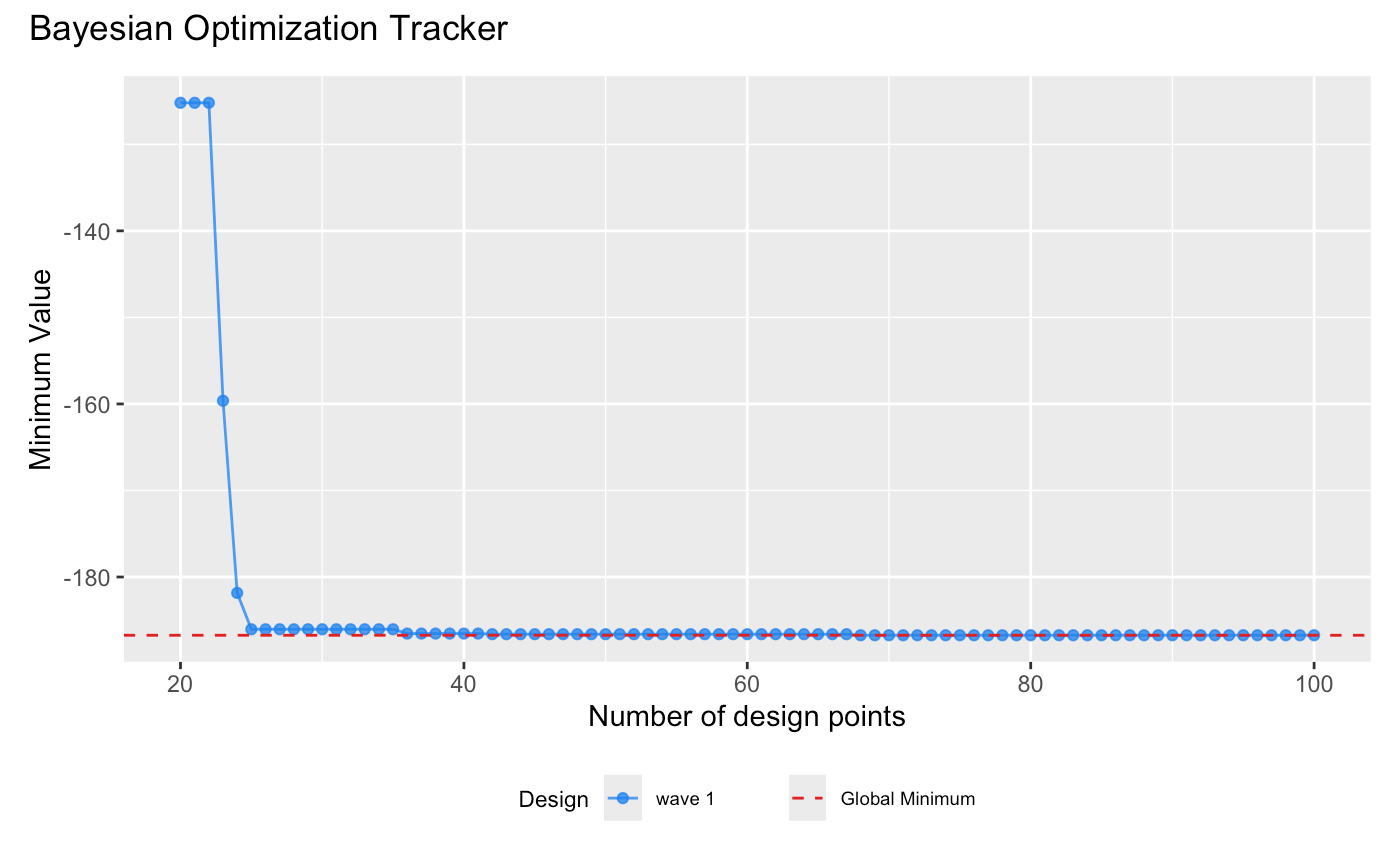 Bayesian Optimization Tracker
Minimum Value
-140
-160
-180
20 40 60 80 100
Number of design points
Design wave 1 Global Minimum